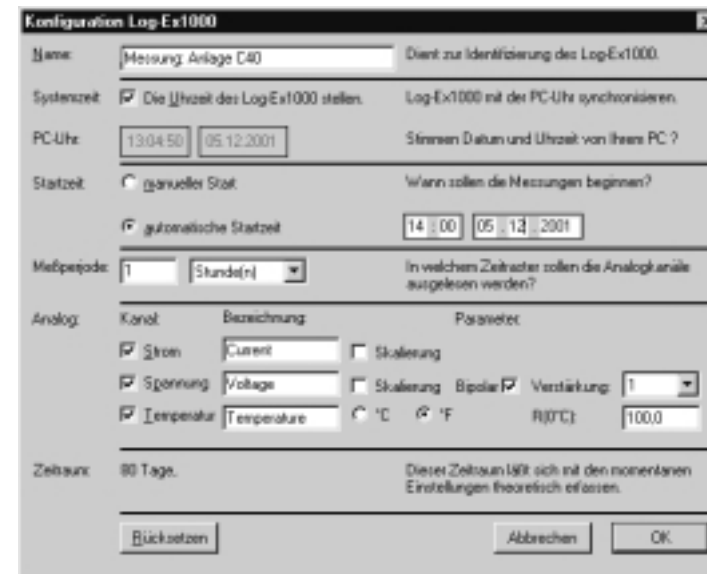 Konfiguration Log-Ex1000
Name: Messung: Anlage C40 Dient zur Identifizierung des Log-Ex1000.
Systemzeit: Die Uhrzeit des Log-Ex1000 stellen. Log-Ex1000 mit der PC-Uhr synchronisieren.
PC-Uhr: 13:04:50 05.12.2001 Stimmen Datum und Uhrzeit von Ihrem PC ?
Startzeit: manueller Start Wann sollen die Messungen beginnen?
automatische Startzeit 14 : 00 05 . 12 . 2001
Meßperiode: 1 Stunde(n) In welchem Zeitraster sollen die Analogkanäle
ausgelesen werden?
Analog: Kanal: Bezeichnung: Parameter:
Strom Current Skalierung
Spannung Voltage Skalierung Bipolar Verstärkung: 1
Temperatur Temperature °C °F R(0°C): 100,0
Zeitraum: 80 Tage. Dieser Zeitraum läßt sich mit den momentanen
Einstellungen theoretisch erfassen.
Rücksetzen Abbrechen OK